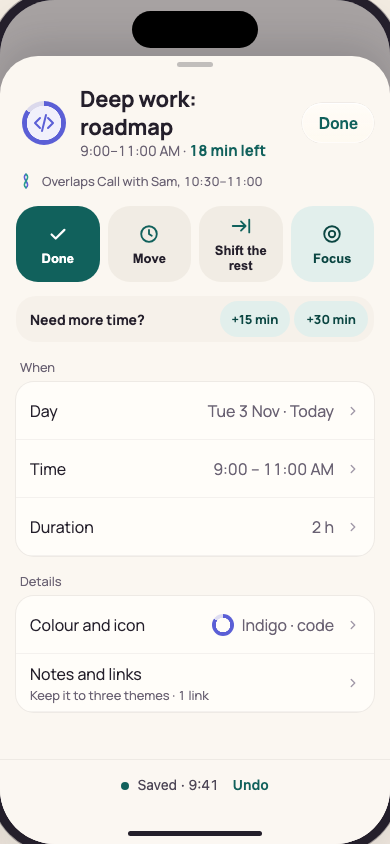 Deep work:
roadmap
9:00–11:00 AM · 18 min left
Done
Overlaps Call with Sam, 10:30–11:00
Done
Move
Shift the
rest
Focus
Need more time?
+15 min
+30 min
When
Day
Tue 3 Nov · Today
Time
9:00 – 11:00 AM
Duration
2 h
Details
Colour and icon
Indigo · code
Notes and links
Keep it to three themes · 1 link
Saved · 9:41
Undo